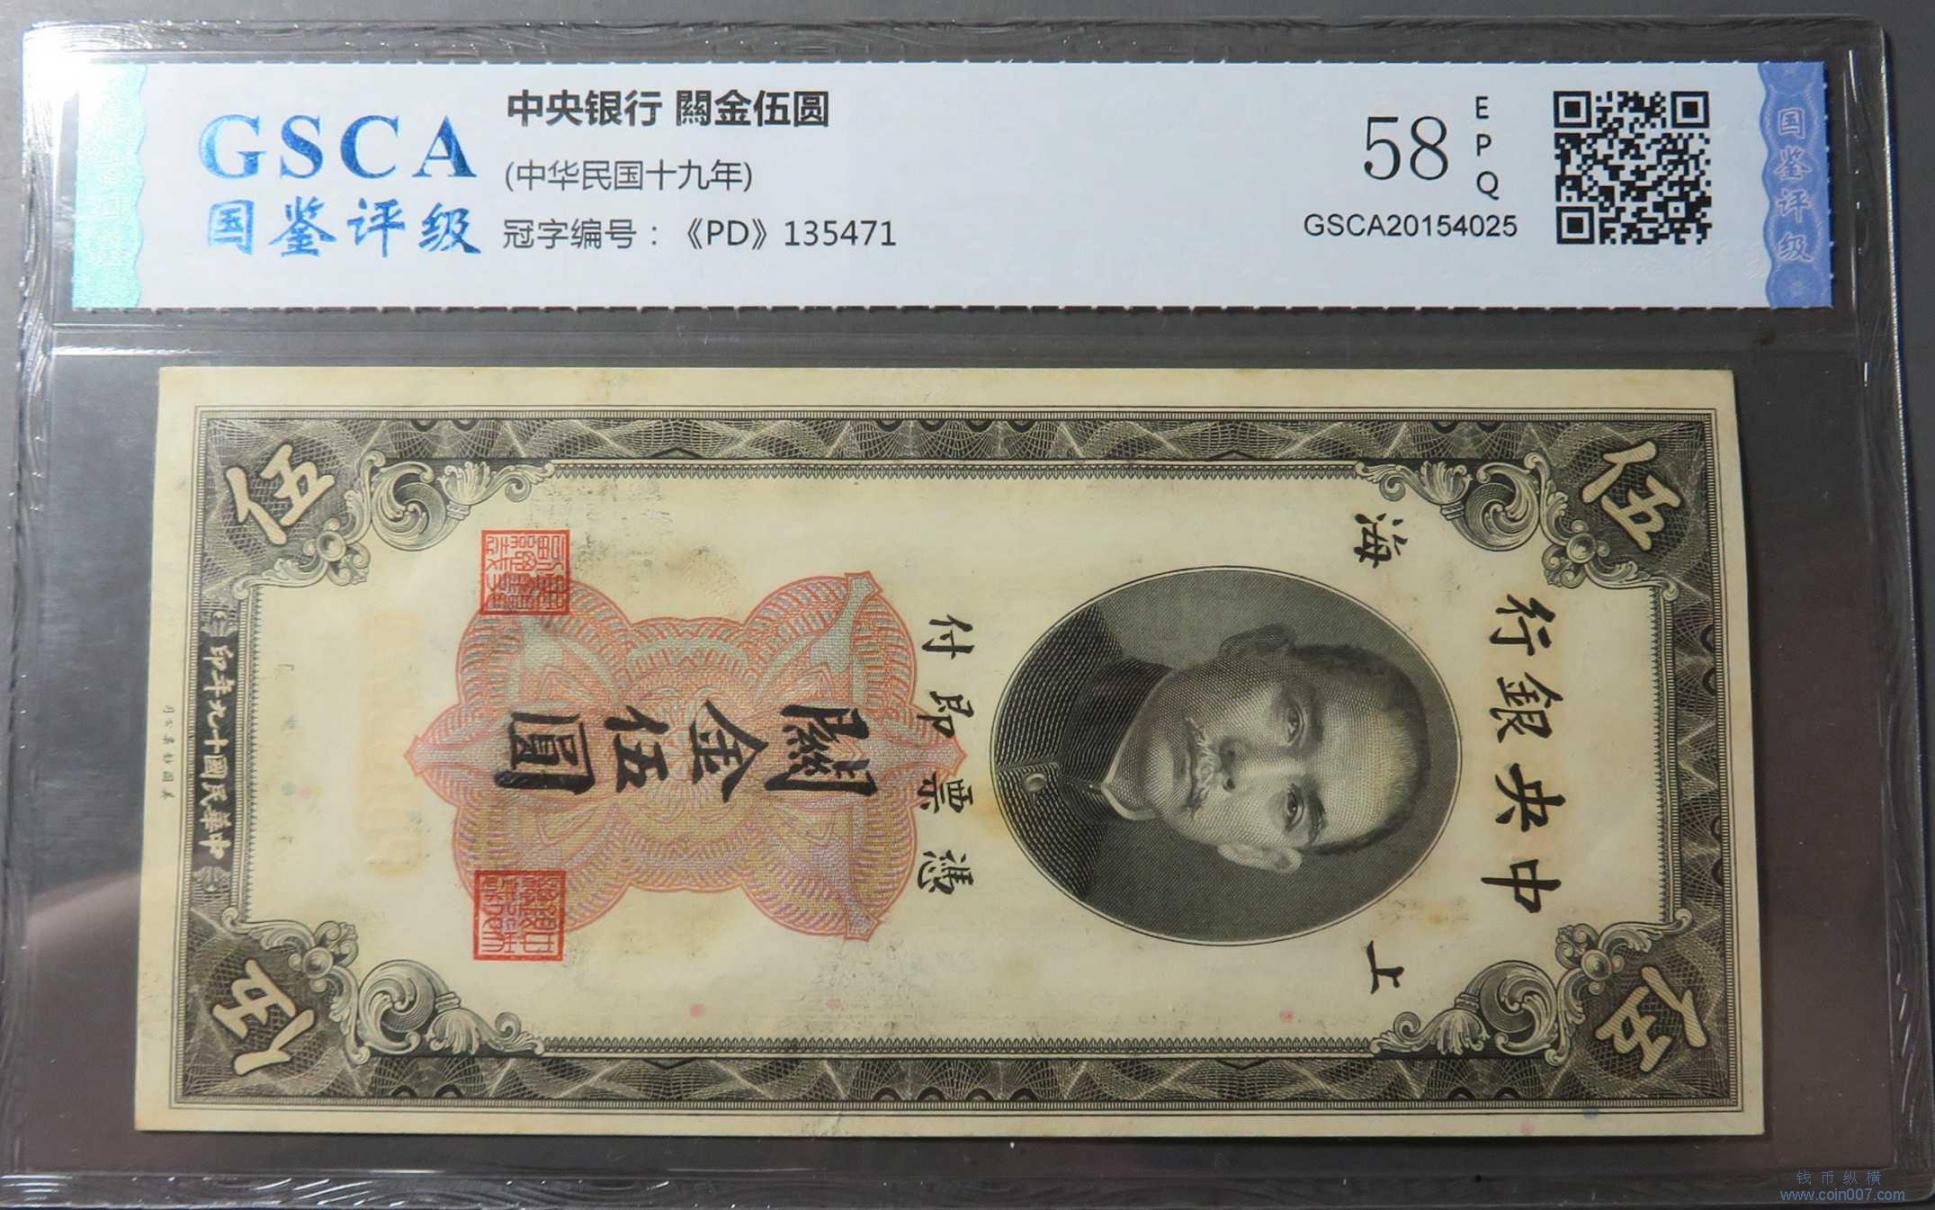 GSCA
国鉴评级
中央银行 關金伍圆
(中华民国十九年)
冠字编号：《PD》135471
58
EPQ
GSCA20154025
国鉴评级
伍
伍
行銀央中
海
上
付即票憑
關金伍圓
印年九十國民華中
伍
伍
钱币纵横
www.coin007.com